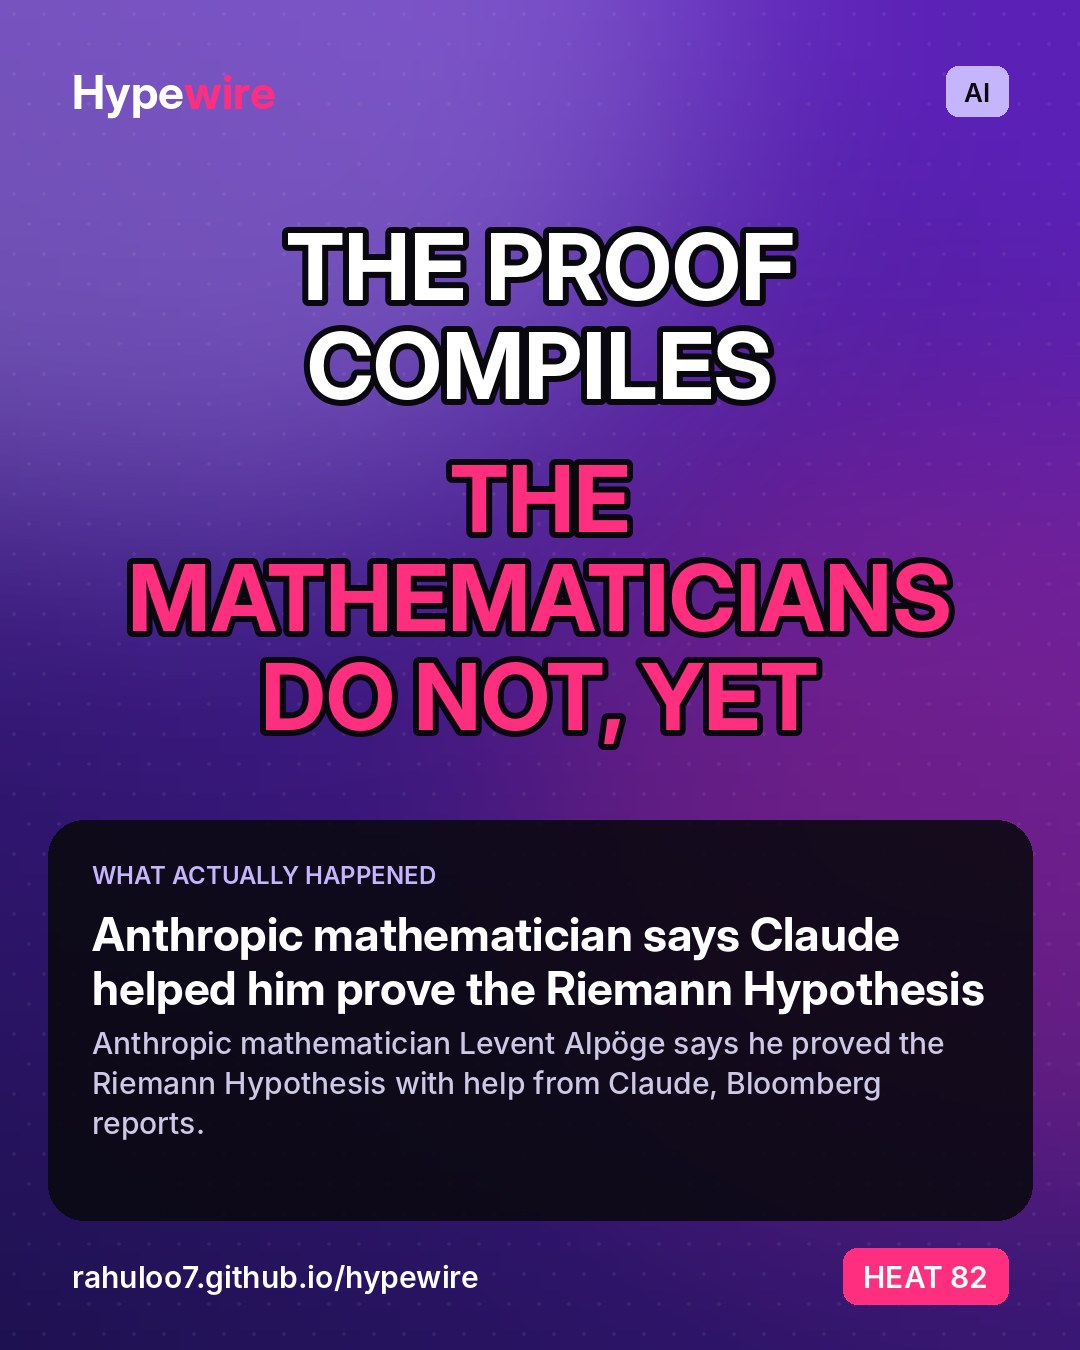 Hypewire
AI
THE PROOF
COMPILES
THE
MATHEMATICIANS
DO NOT, YET
WHAT ACTUALLY HAPPENED
Anthropic mathematician says Claude
helped him prove the Riemann Hypothesis
Anthropic mathematician Levent Alpöge says he proved the
Riemann Hypothesis with help from Claude, Bloomberg
reports.
rahuloo7.github.io/hypewire
HEAT 82